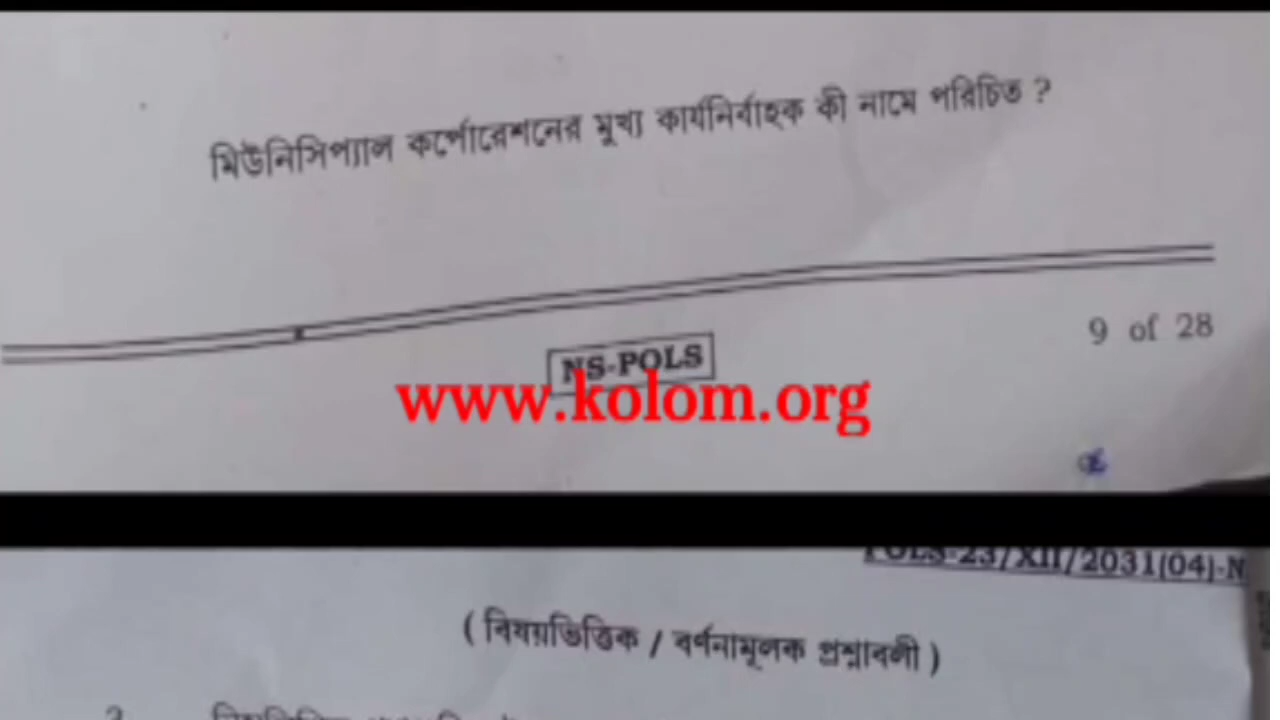 মিউনিসিপ্যাল কর্পোরেশনের মুখ্য কার্যনির্বাহক কী নামে পরিচিত ?
9 of 28
NS-POLS
www.kolom.org
POLS-23/XII/2031(04)-N
( বিষয়ভিত্তিক / বর্ণনামূলক প্রশ্নাবলী )